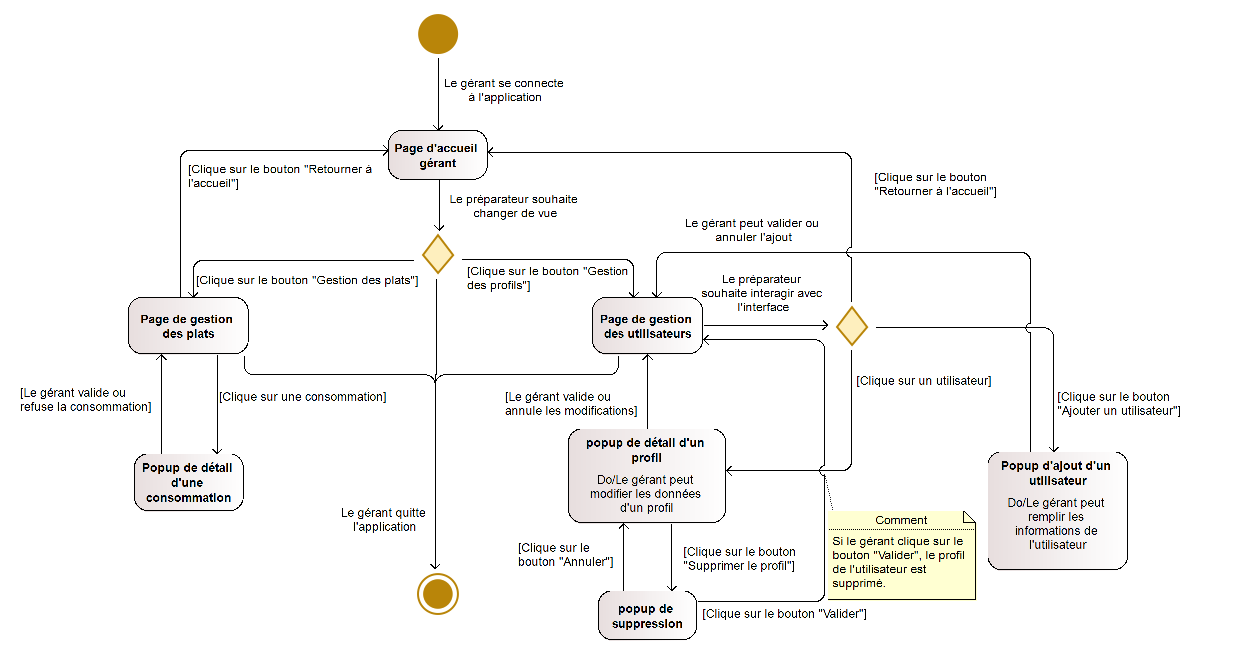 Le gérant se connecte
à l'application
Page d'accueil
gérant
[Clique sur le bouton "Retourner à
l'accueil"]
[Clique sur le bouton
"Retourner à l'accueil"]
Le préparateur souhaite
changer de vue
Le gérant peut valider ou
annuler l'ajout
[Clique sur le bouton "Gestion des plats"]
[Clique sur le bouton "Gestion
des profils"]
Le préparateur
souhaite interagir avec
l'interface
Page de gestion
des plats
Page de gestion
des utilisateurs
[Le gérant valide ou
refuse la consommation]
[Clique sur une consommation]
[Le gérant valide ou
annule les modifications]
[Clique sur un utilisateur]
[Clique sur le bouton
"Ajouter un utilisateur"]
Popup de détail
d'une
consommation
popup de détail d'un
profil
Do/Le gérant peut
modifier les données
d'un profil
Popup d'ajout d'un
utilisateur
Do/Le gérant peut
remplir les
informations de
l'utilisateur
Le gérant quitte
l'application
Comment
Si le gérant clique sur le
bouton "Valider", le profil
de l'utilisateur est
supprimé.
[Clique sur le
bouton "Annuler"]
[Clique sur le bouton
"Supprimer le profil"]
popup de
suppression
[Clique sur le bouton "Valider"]